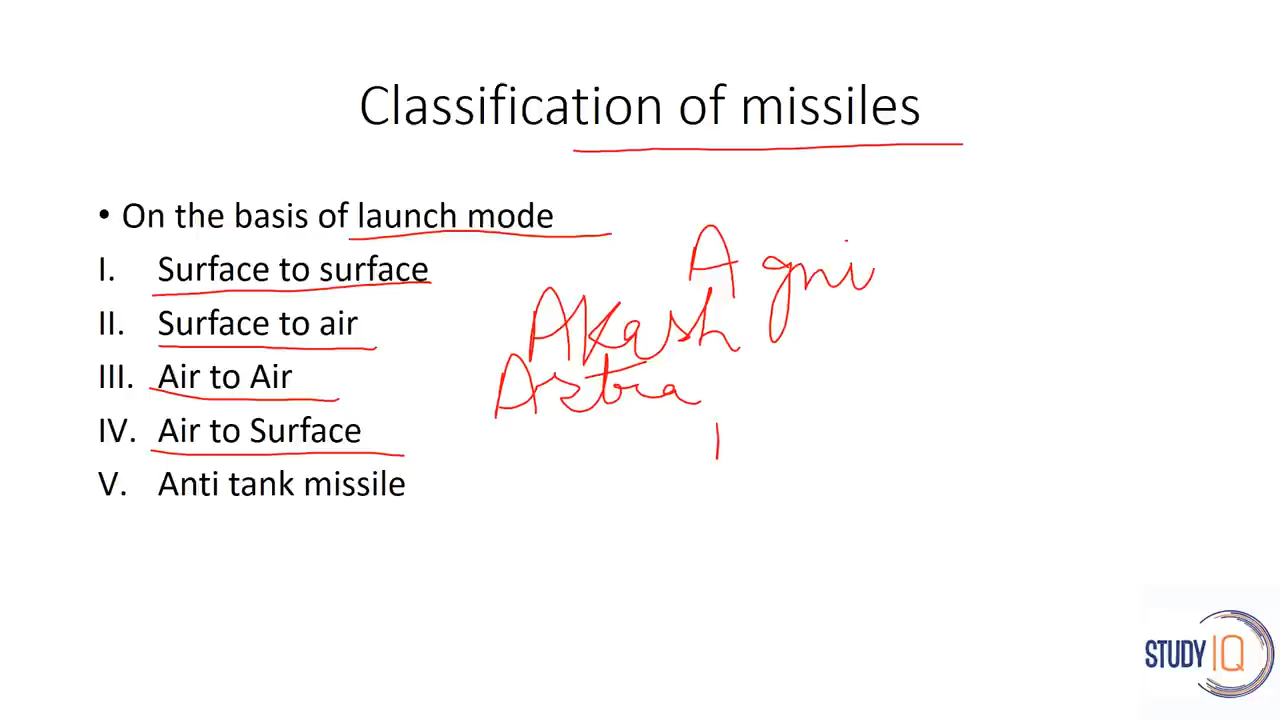 Classification of missiles
• On the basis of launch mode
I. Surface to surface
Agni
II. Surface to air
Akash
III. Air to Air
Astra
IV. Air to Surface
V. Anti tank missile
STUDY IQ